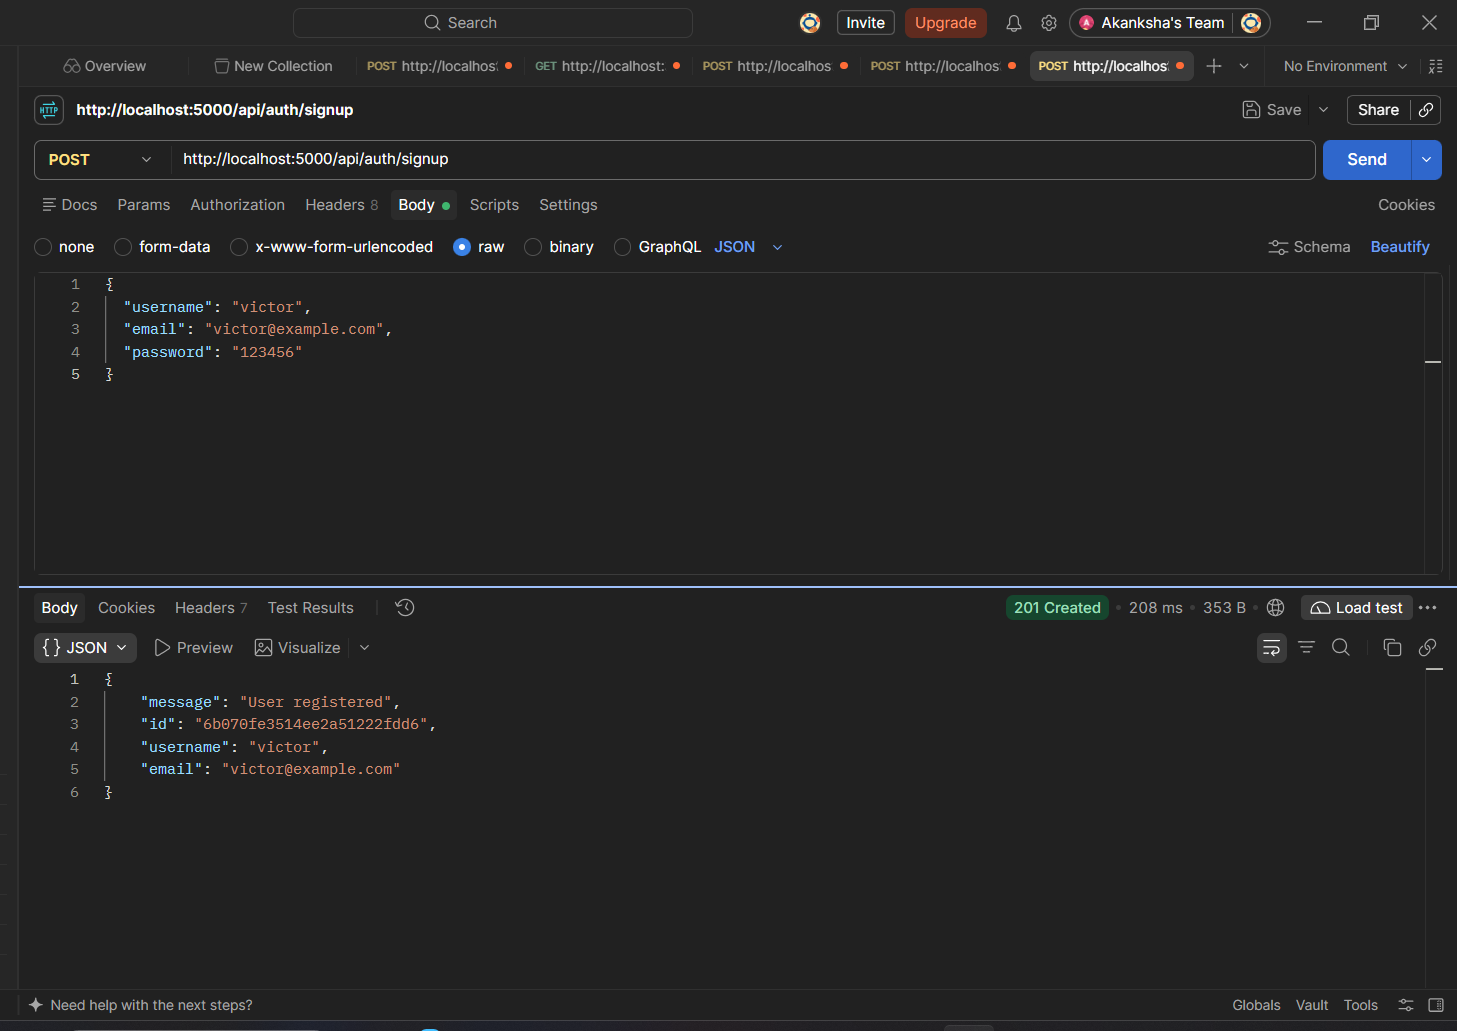 Search
Invite
Upgrade
Akanksha's Team
Overview
New Collection
POST http://localhos
GET http://localhost:
POST http://localhos
POST http://localhos
POST http://localhos
No Environment
HTTP
http://localhost:5000/api/auth/signup
Save
Share
POST
http://localhost:5000/api/auth/signup
Send
Docs
Params
Authorization
Headers 8
Body
Scripts
Settings
Cookies
none
form-data
x-www-form-urlencoded
raw
binary
GraphQL
JSON
Schema
Beautify
1 {
2 "username": "victor",
3 "email": "victor@example.com",
4 "password": "123456"
5 }
Body
Cookies
Headers 7
Test Results
201 Created
208 ms
353 B
Load test
{} JSON
Preview
Visualize
1 {
2 "message": "User registered",
3 "id": "6b070fe3514ee2a51222fdd6",
4 "username": "victor",
5 "email": "victor@example.com"
6 }
Need help with the next steps?
Globals
Vault
Tools